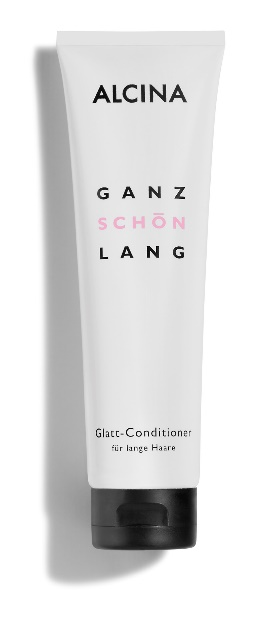 ALCINA
GANZ
SCHÖN
LANG
Glatt-Conditioner
für lange Haare